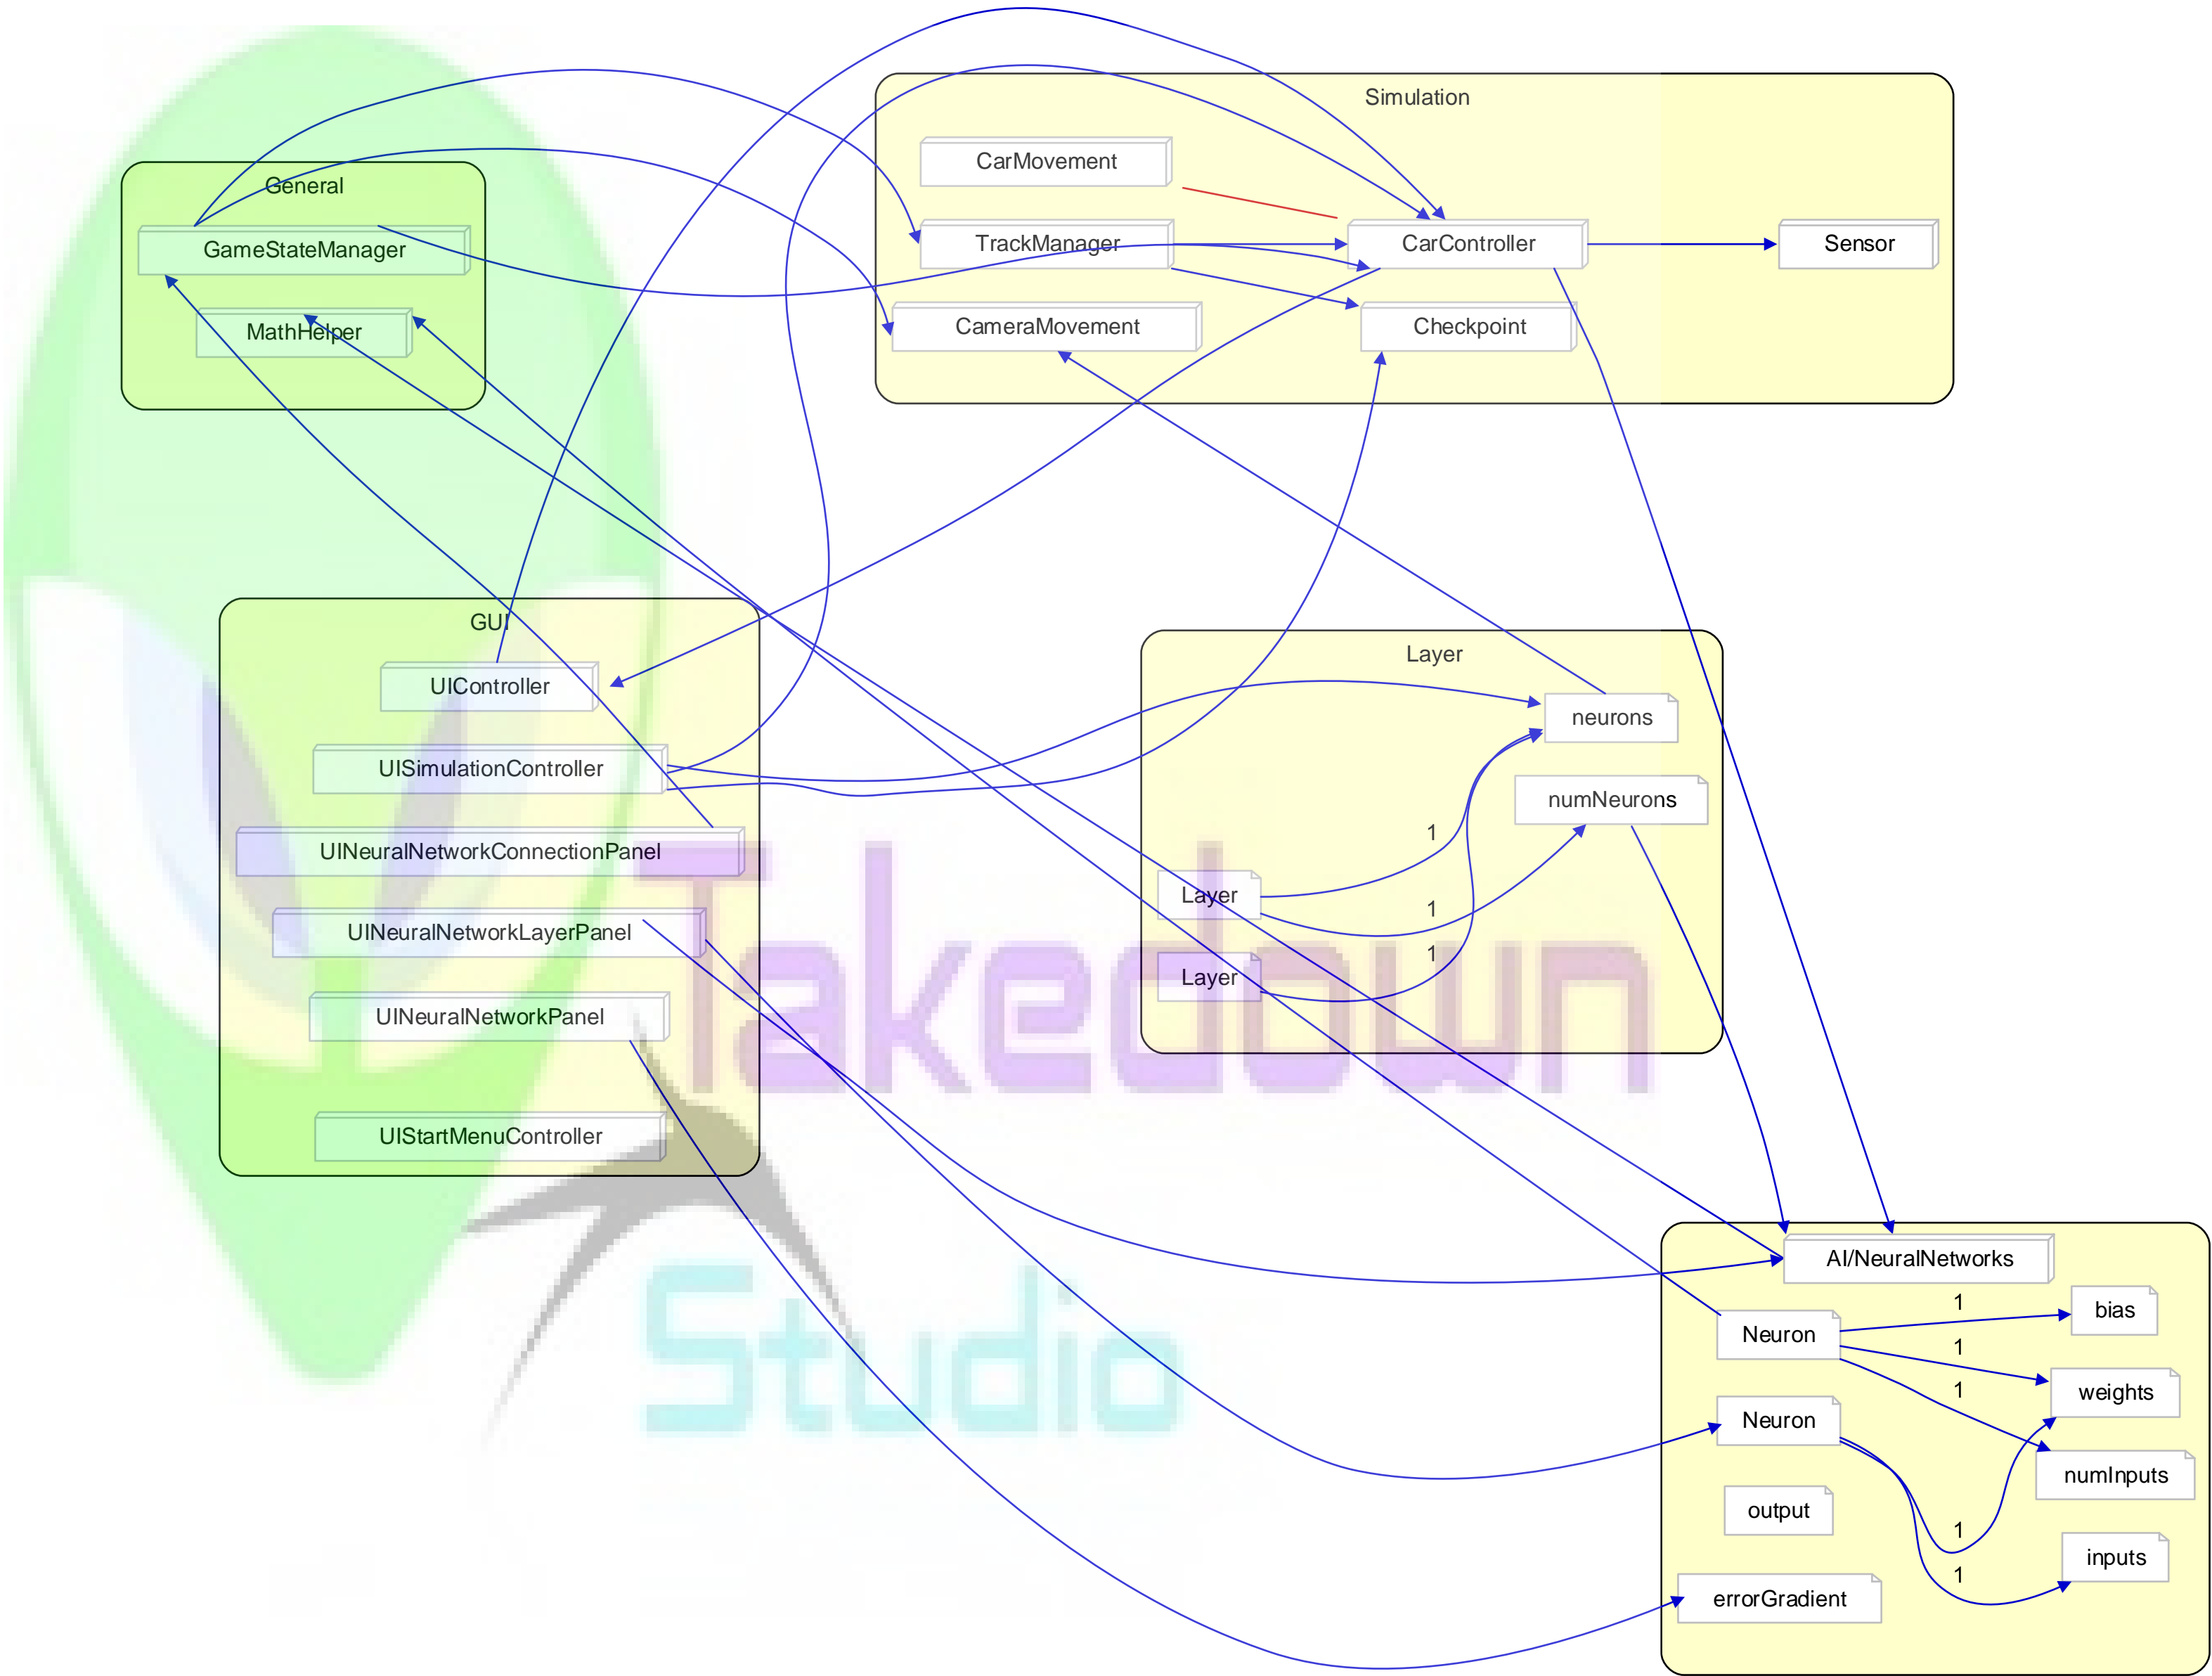 Simulation
CarMovement
TrackManager
CarController
Sensor
CameraMovement
Checkpoint
General
GameStateManager
MathHelper
GUI
UIController
UISimulationController
UINeuralNetworkConnectionPanel
UINeuralNetworkLayerPanel
UINeuralNetworkPanel
UIStartMenuController
Layer
neurons
numNeurons
1
Layer
1
1
Layer
Takedown
Studio
AI/NeuralNetworks
Neuron
1
bias
1
weights
1
Neuron
numInputs
output
1
inputs
1
errorGradient